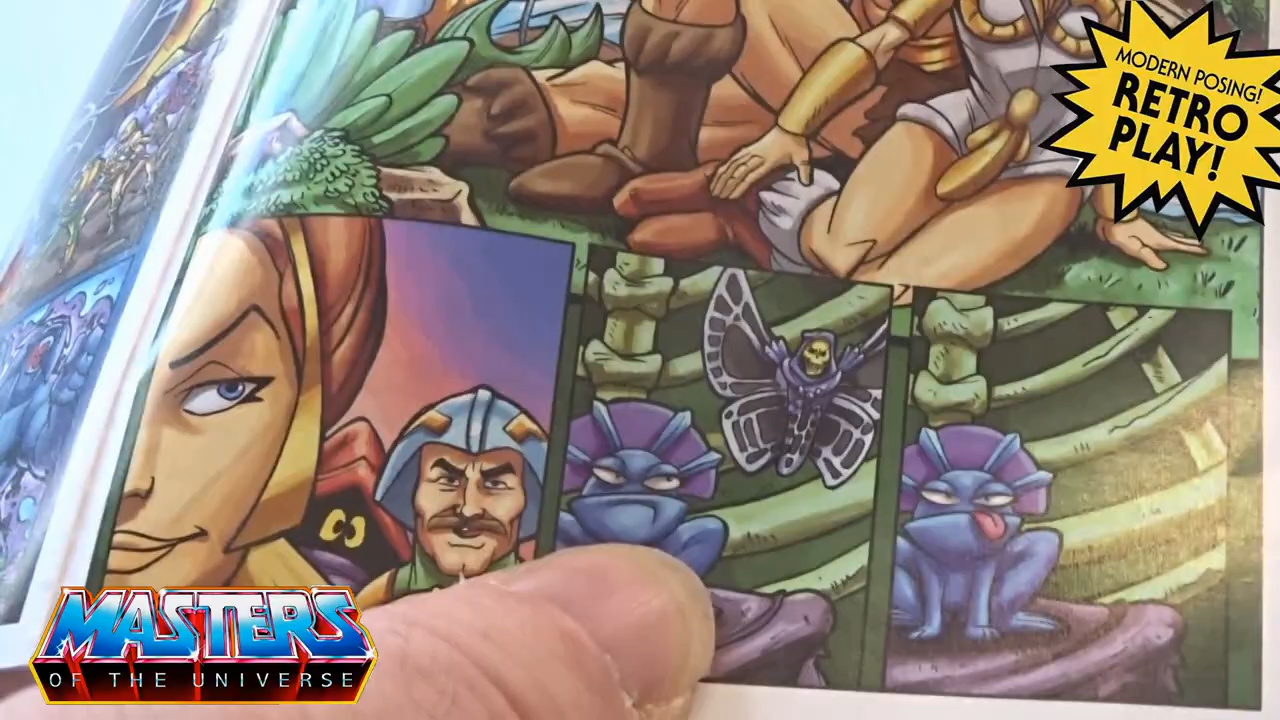 MODERN POSING!
RETRO
PLAY!
MASTERS
OF THE UNIVERSE